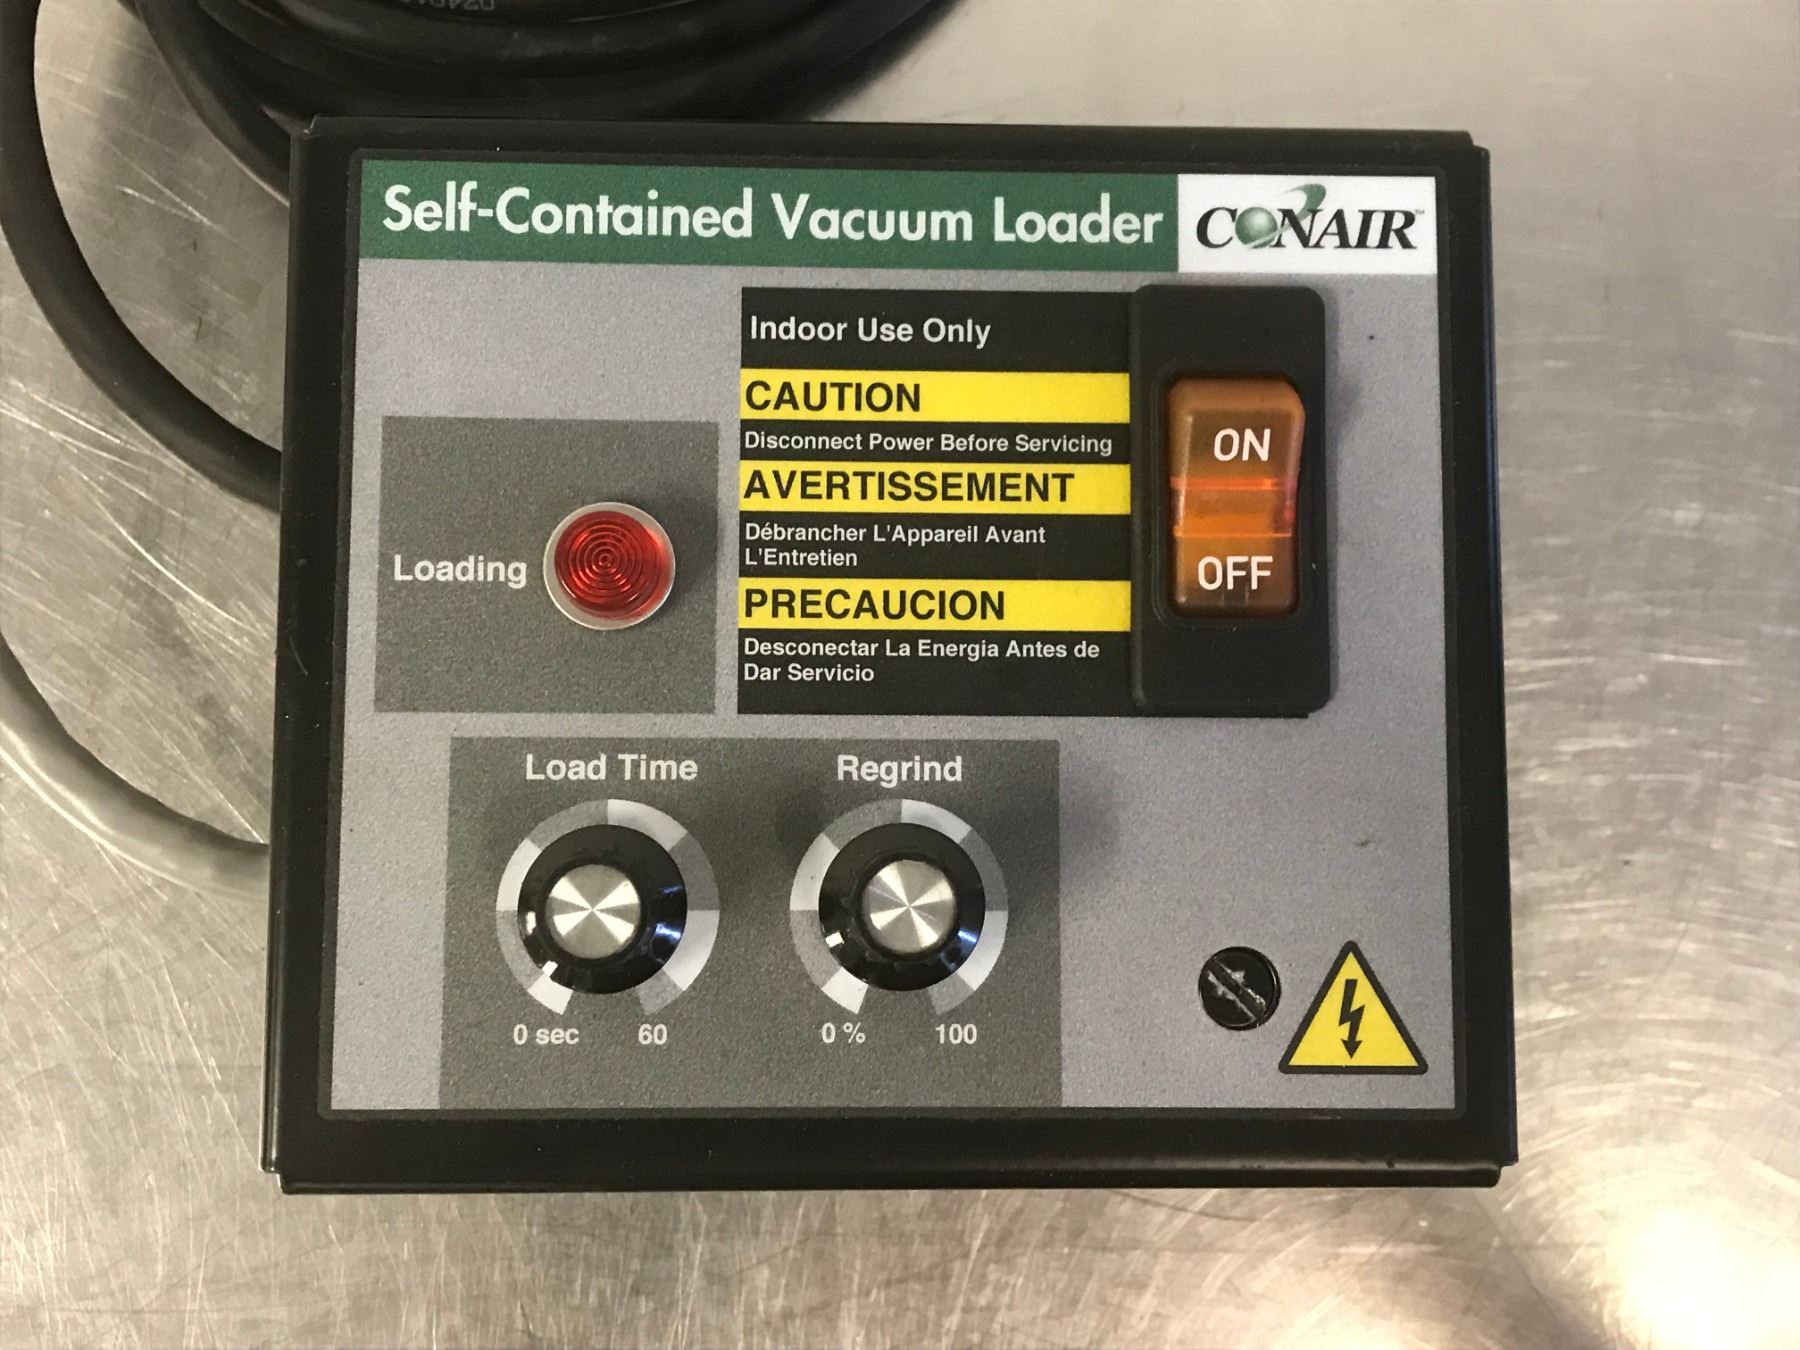 Self-Contained Vacuum Loader
CONAIR™
Indoor Use Only
CAUTION
Disconnect Power Before Servicing
AVERTISSEMENT
Débrancher L'Appareil Avant
L'Entretien
PRECAUCION
Desconectar La Energia Antes de
Dar Servicio
ON
OFF
Loading
Load Time
Regrind
0 sec 60
0 % 100